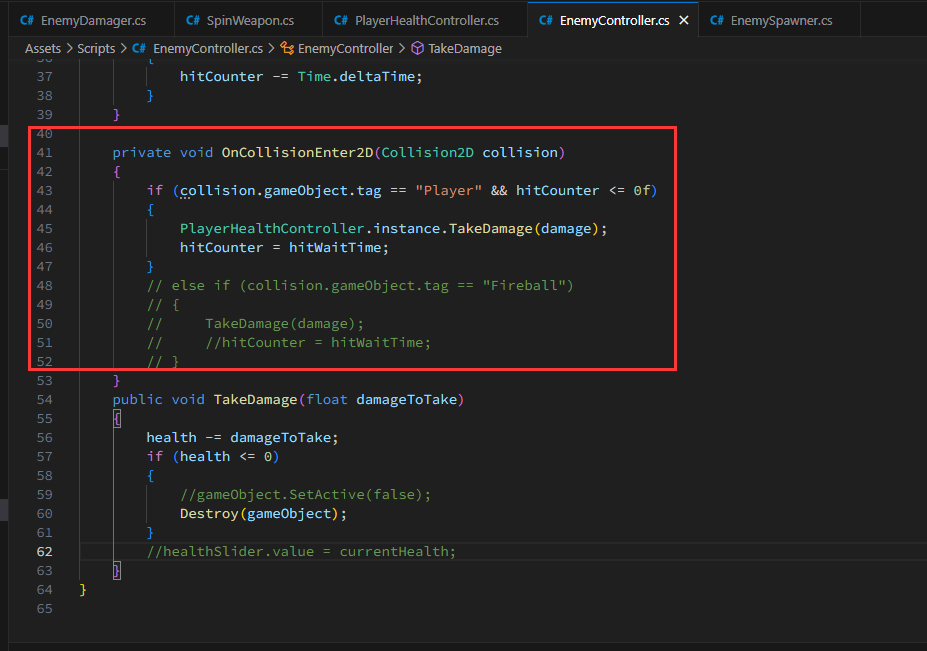 C# EnemyDamager.cs
C# SpinWeapon.cs
C# PlayerHealthController.cs
C# EnemyController.cs ×
C# EnemySpawner.cs
Assets > Scripts > C# EnemyController.cs > EnemyController > TakeDamage
36 {
37 hitCounter -= Time.deltaTime;
38 }
39 }
40
41 private void OnCollisionEnter2D(Collision2D collision)
42 {
43 if (collision.gameObject.tag == "Player" && hitCounter <= 0f)
44 {
45 PlayerHealthController.instance.TakeDamage(damage);
46 hitCounter = hitWaitTime;
47 }
48 // else if (collision.gameObject.tag == "Fireball")
49 // {
50 //     TakeDamage(damage);
51 //     //hitCounter = hitWaitTime;
52 // }
53 }
54 public void TakeDamage(float damageToTake)
55 {
56 health -= damageToTake;
57 if (health <= 0)
58 {
59 //gameObject.SetActive(false);
60 Destroy(gameObject);
61 }
62 //healthSlider.value = currentHealth;
63 }
64 }
65